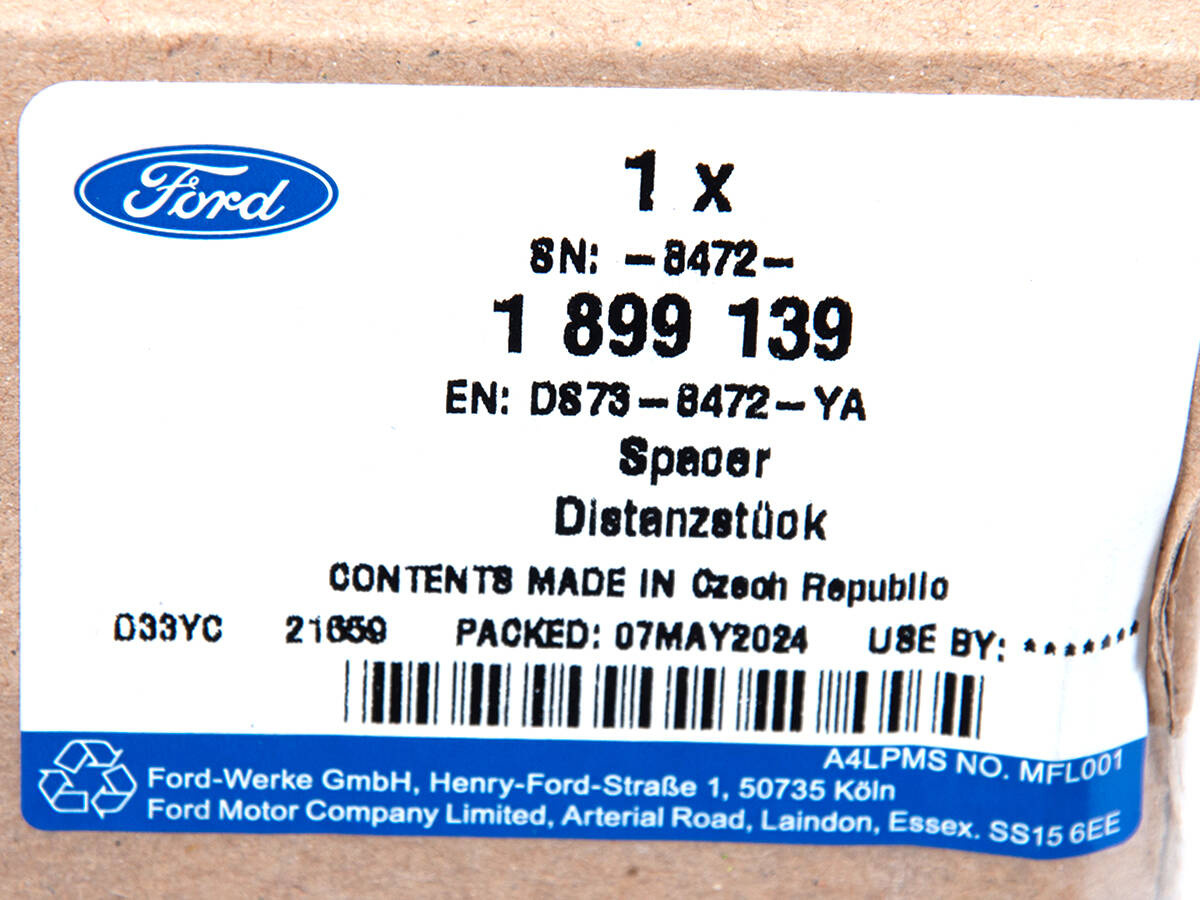 Ford
1 x
SN: -8472-
1 899 139
EN: DS73-8472-YA
Spacer
Distanzstück
CONTENTS MADE IN Czech Republic
D33YC 21659 PACKED: 07MAY2024 USE BY: *******
A4LPMS NO. MFL001
Ford-Werke GmbH, Henry-Ford-Straße 1, 50735 Köln
Ford Motor Company Limited, Arterial Road, Laindon, Essex. SS15 6EE